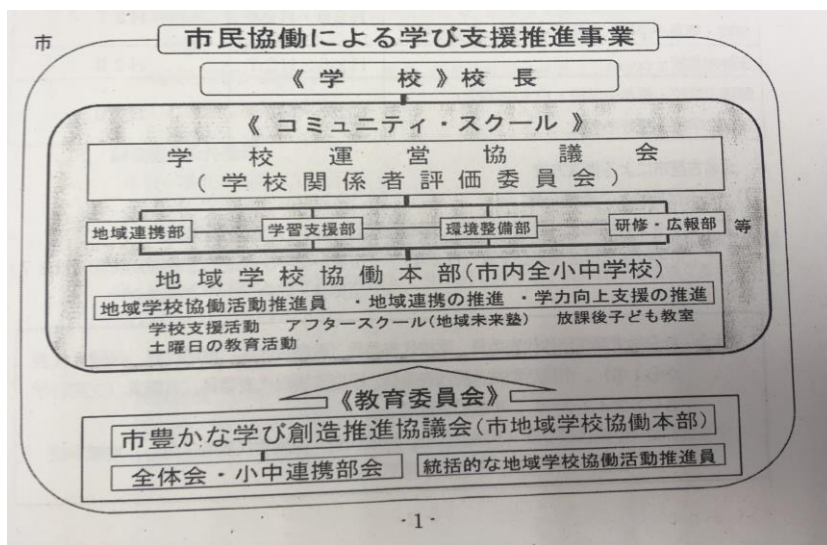 市
市民協働による学び支援推進事業
《学校》校長
《コミュニティ・スクール》
学校運営協議会
(学校関係者評価委員会)
地域連携部 学習支援部 環境整備部 研修・広報部 等
地域学校協働本部(市内全小中学校)
地域学校協働活動推進員 ・地域連携の推進 ・学力向上支援の推進
学校支援活動 アフタースクール(地域未来塾) 放課後子ども教室
土曜日の教育活動
《教育委員会》
市豊かな学び創造推進協議会(市地域学校協働本部)
全体会・小中連携部会 統括的な地域学校協働活動推進員
- 1 -